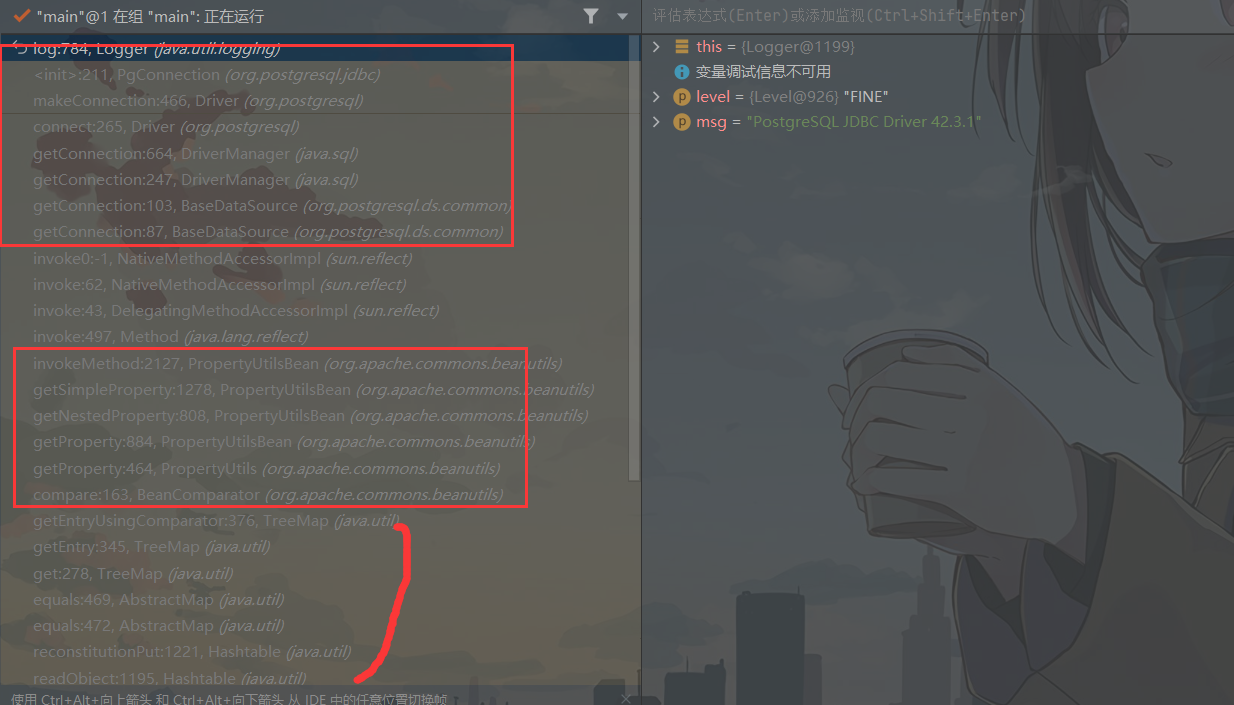 "main"@1 在组 "main": 正在运行
评估表达式(Enter)或添加监视(Ctrl+Shift+Enter)
log:784, Logger (java.util.logging)
<init>:211, PgConnection (org.postgresql.jdbc)
makeConnection:466, Driver (org.postgresql)
connect:265, Driver (org.postgresql)
getConnection:664, DriverManager (java.sql)
getConnection:247, DriverManager (java.sql)
getConnection:103, BaseDataSource (org.postgresql.ds.common)
getConnection:87, BaseDataSource (org.postgresql.ds.common)
invoke0:-1, NativeMethodAccessorImpl (sun.reflect)
invoke:62, NativeMethodAccessorImpl (sun.reflect)
invoke:43, DelegatingMethodAccessorImpl (sun.reflect)
invoke:497, Method (java.lang.reflect)
invokeMethod:2127, PropertyUtilsBean (org.apache.commons.beanutils)
getSimpleProperty:1278, PropertyUtilsBean (org.apache.commons.beanutils)
getNestedProperty:808, PropertyUtilsBean (org.apache.commons.beanutils)
getProperty:884, PropertyUtilsBean (org.apache.commons.beanutils)
getProperty:464, PropertyUtils (org.apache.commons.beanutils)
compare:163, BeanComparator (org.apache.commons.beanutils)
getEntryUsingComparator:376, TreeMap (java.util)
getEntry:345, TreeMap (java.util)
get:278, TreeMap (java.util)
equals:469, AbstractMap (java.util)
equals:472, AbstractMap (java.util)
reconstitutionPut:1221, Hashtable (java.util)
readObject:1195, Hashtable (java.util)
使用 Ctrl+Alt+向上箭头 和 Ctrl+Alt+向下箭头 从 IDE 中的任意位置切换帧
this = {Logger@1199}
变量调试信息不可用
p level = {Level@926} "FINE"
p msg = "PostgreSQL JDBC Driver 42.3.1"